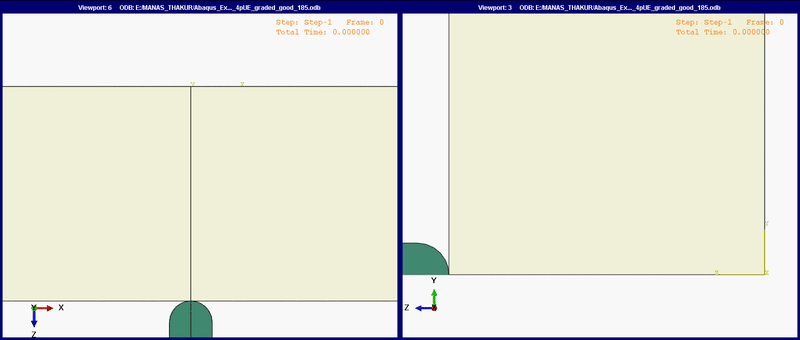 Viewport: 6 ODB: E:/MANAS_THAKUR/Abaqus_Ex..._4pUE_graded_good_185.odb
Step: Step-1 Frame: 0
Total Time: 0.000000
Y
X
Y
X
Z
Viewport: 3 ODB: E:/MANAS_THAKUR/Abaqus_Ex..._4pUE_graded_good_185.odb
Step: Step-1 Frame: 0
Total Time: 0.000000
Y
Z
X
Y
Z